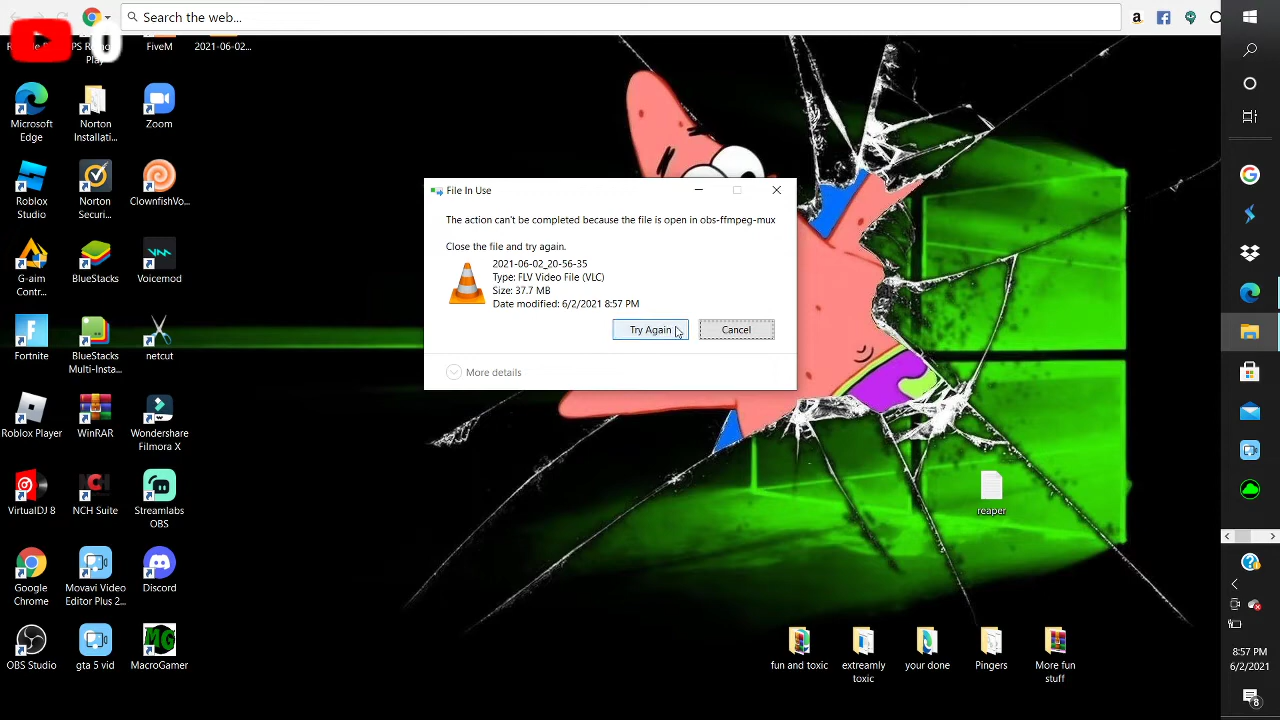 Search the web...
0
PS Remote
Play
FiveM
2021-06-02...
Microsoft
Edge
Norton
Installati...
Zoom
Roblox
Studio
Norton
Securi...
ClownfishVo...
G-aim
Contr...
BlueStacks
Voicemod
Fortnite
BlueStacks
Multi-Insta...
netcut
Roblox Player
WinRAR
Wondershare
Filmora X
VirtualDJ 8
NCH Suite
Streamlabs
OBS
Google
Chrome
Movavi Video
Editor Plus 2...
Discord
OBS Studio
gta 5 vid
MacroGamer
File In Use
The action can't be completed because the file is open in obs-ffmpeg-mux
Close the file and try again.
2021-06-02_20-56-35
Type: FLV Video File (VLC)
Size: 37.7 MB
Date modified: 6/2/2021 8:57 PM
Try Again
Cancel
More details
reaper
fun and toxic
extreamly
toxic
your done
Pingers
More fun
stuff
8:57 PM
6/2/2021
8